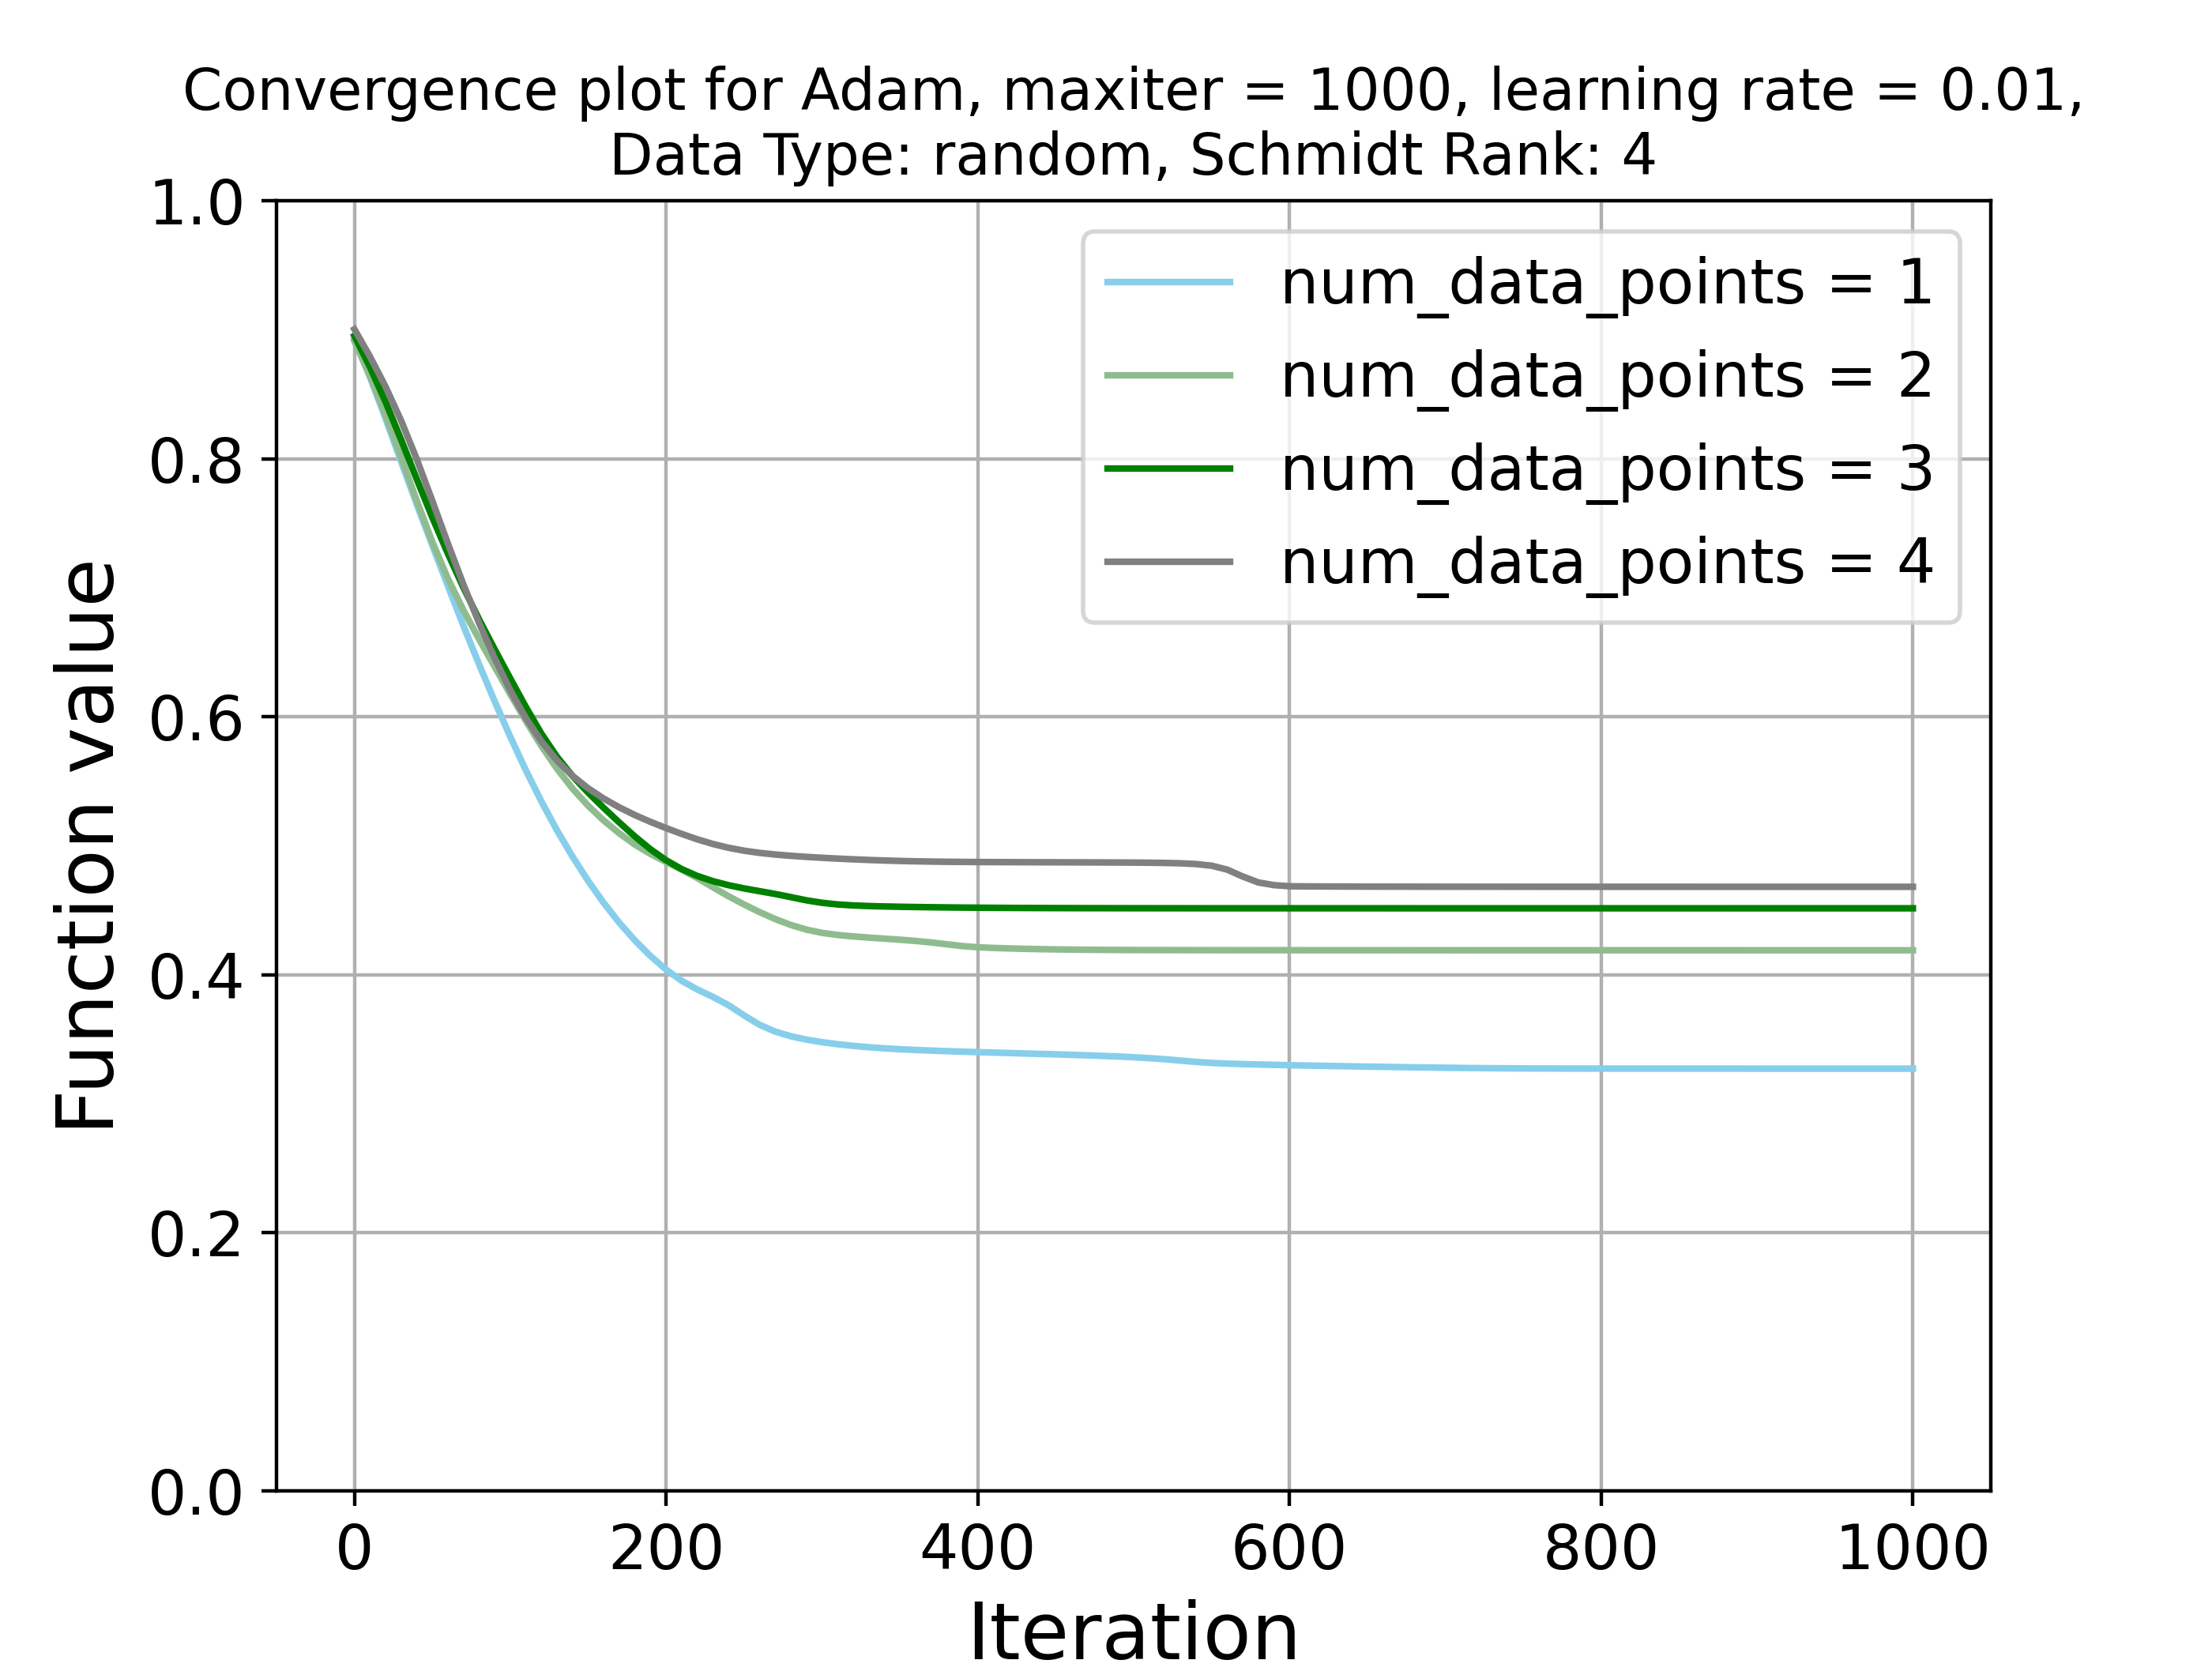 Convergence plot for Adam, maxiter = 1000, learning rate = 0.01,
Data Type: random, Schmidt Rank: 4
1.0
0.8
0.6
0.4
0.2
0.0
Function value
num_data_points = 1
num_data_points = 2
num_data_points = 3
num_data_points = 4
0 200 400 600 800 1000
Iteration